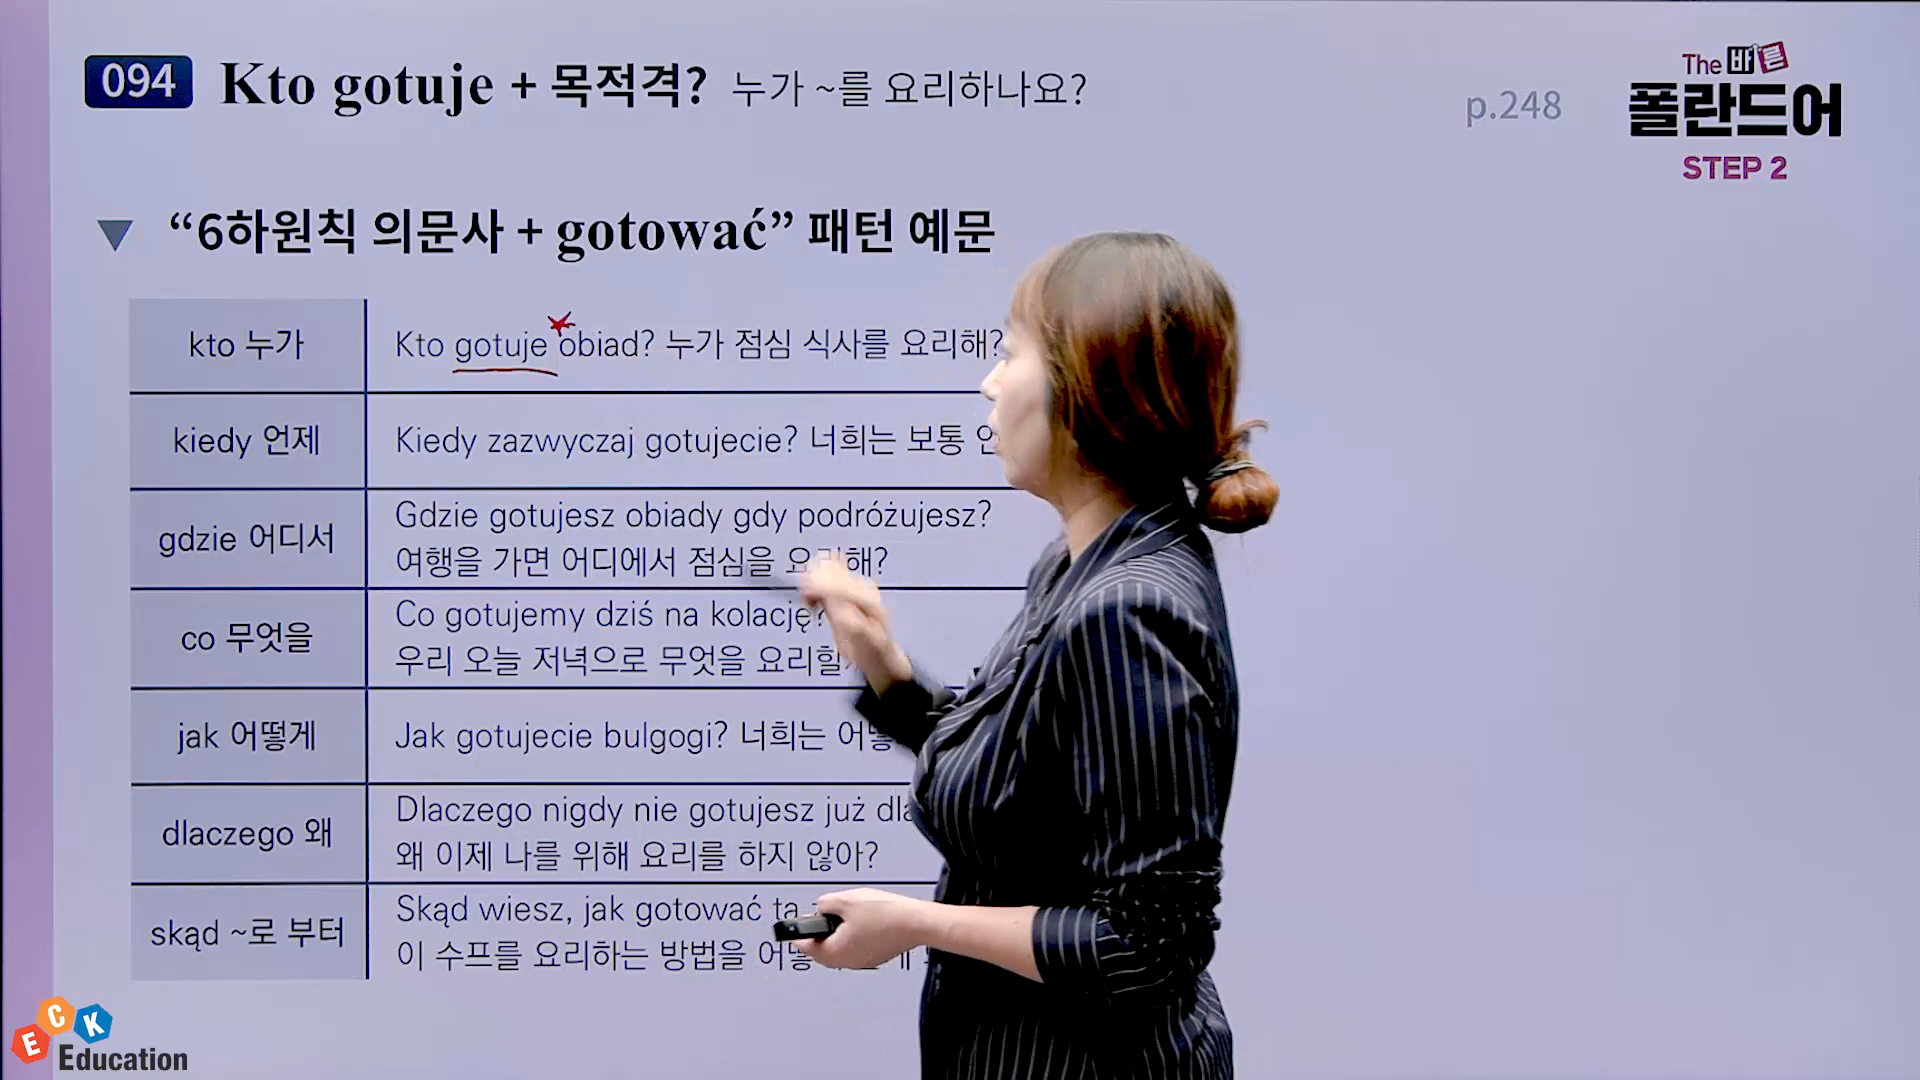 094 Kto gotuje + 목적격? 누가 ~를 요리하나요?
p.248
The 바른
폴란드어
STEP 2
“6하원칙 의문사 + gotować” 패턴 예문
kto 누가
Kto gotuje obiad? 누가 점심 식사를 요리해?
kiedy 언제
Kiedy zazwyczaj gotujecie? 너희는 보통
gdzie 어디서
Gdzie gotujesz obiady gdy podróżujesz?
여행을 가면 어디에서 점심을 요리해?
co 무엇을
Co gotujemy dziś na kolację?
우리 오늘 저녁으로 무엇을
jak 어떻게
Jak gotujecie bulgogi? 너희는
dlaczego 왜
Dlaczego nigdy nie gotujesz już
왜 이제 나를 위해 요리를 하지 않아?
skąd ~로 부터
Skąd wiesz, jak gotować tą
이 수프를 요리하는 방법을
ECK
Education